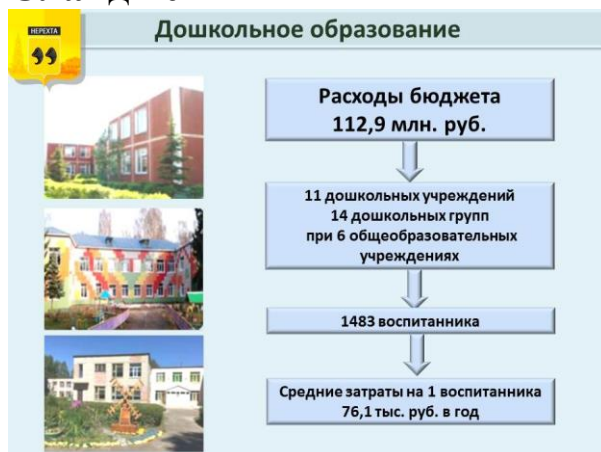 НЕРЕХТА
Дошкольное образование
Расходы бюджета
112,9 млн. руб.
11 дошкольных учреждений
14 дошкольных групп
при 6 общеобразовательных
учреждениях
1483 воспитанника
Средние затраты на 1 воспитанника
76,1 тыс. руб. в год